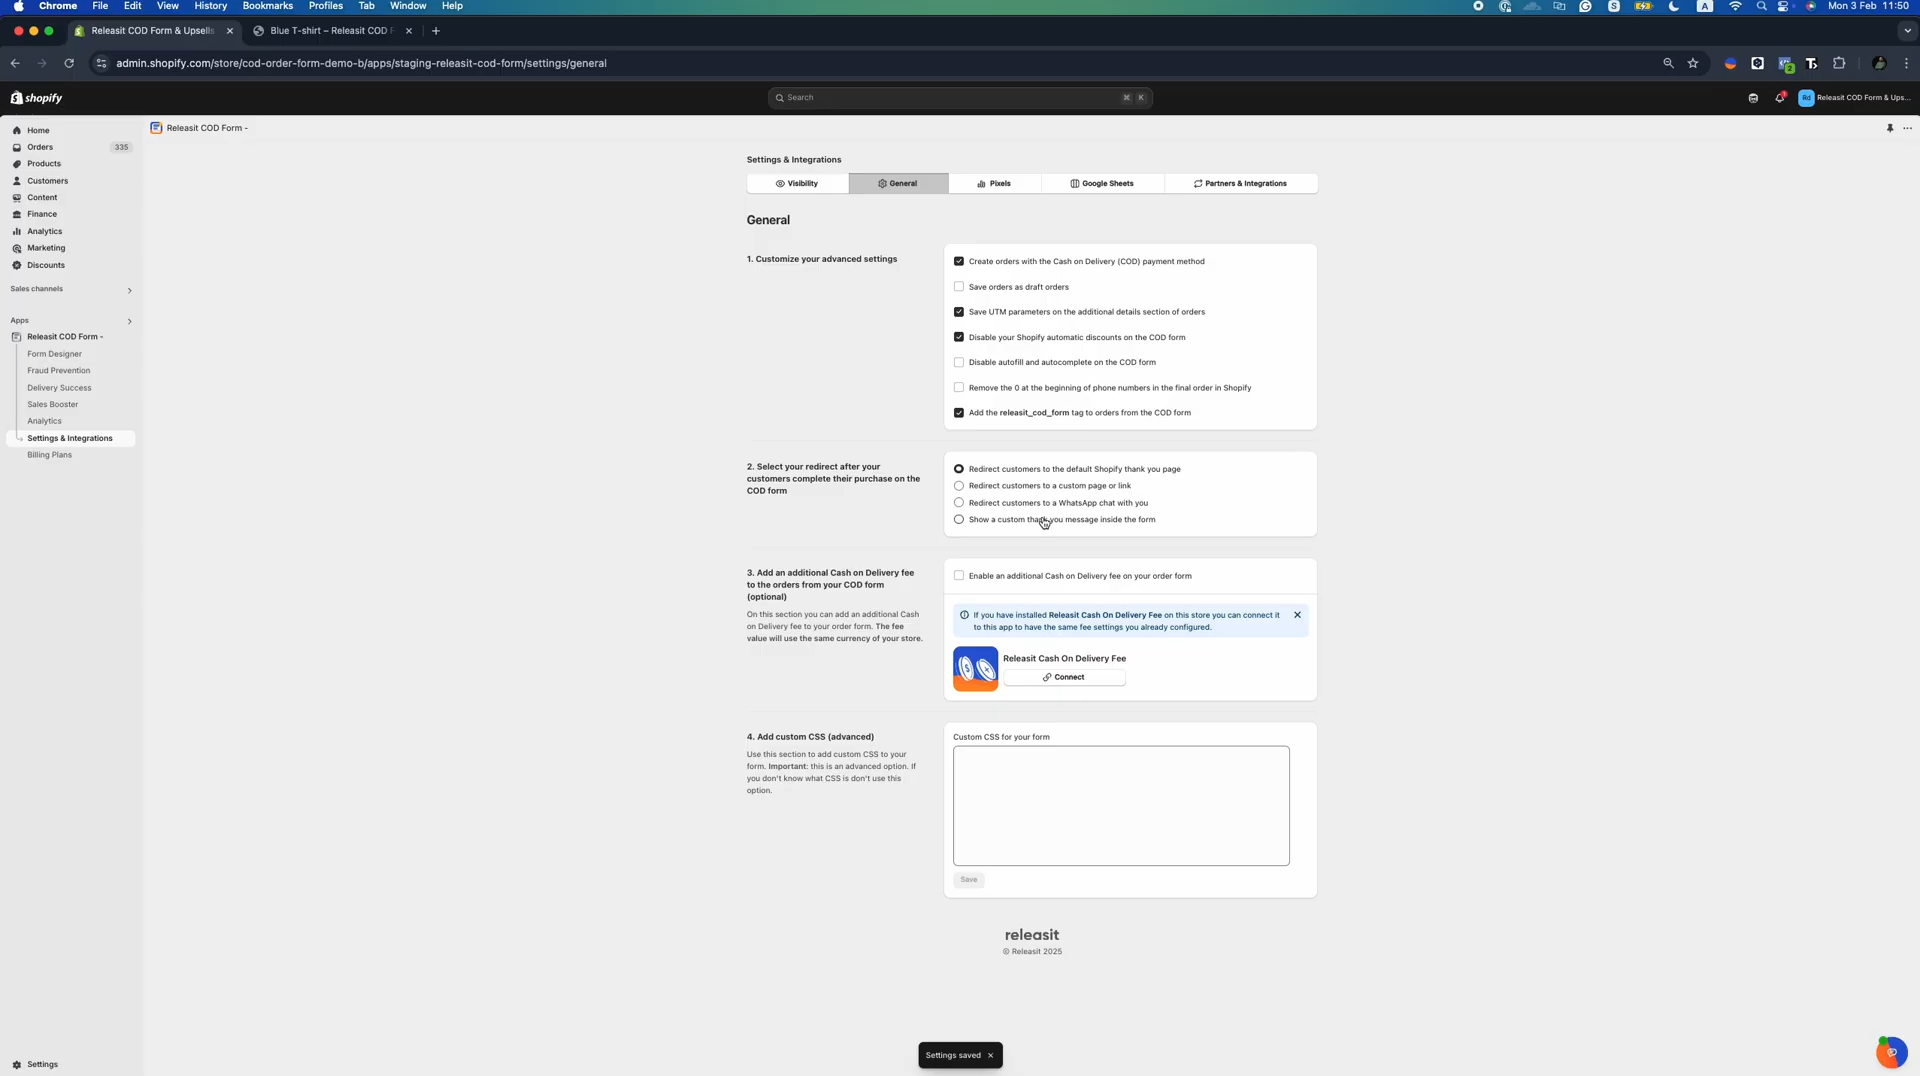 Chrome File Edit View History Bookmarks Profiles Tab Window Help
Mon 3 Feb 11:50
Releasit COD Form & Upsells
Blue T-shirt – Releasit COD F
admin.shopify.com/store/cod-order-form-demo-b/apps/staging-releasit-cod-form/settings/general
shopify
Search
⌘ K
Releasit COD Form & Ups...
Home
Orders 335
Products
Customers
Content
Finance
Analytics
Marketing
Discounts
Sales channels
Apps
Releasit COD Form -
Form Designer
Fraud Prevention
Delivery Success
Sales Booster
Analytics
Settings & Integrations
Billing Plans
Settings
Releasit COD Form -
Settings & Integrations
Visibility General Pixels Google Sheets Partners & Integrations
General
1. Customize your advanced settings
Create orders with the Cash on Delivery (COD) payment method
Save orders as draft orders
Save UTM parameters on the additional details section of orders
Disable your Shopify automatic discounts on the COD form
Disable autofill and autocomplete on the COD form
Remove the 0 at the beginning of phone numbers in the final order in Shopify
Add the releasit_cod_form tag to orders from the COD form
2. Select your redirect after your
customers complete their purchase on the
COD form
Redirect customers to the default Shopify thank you page
Redirect customers to a custom page or link
Redirect customers to a WhatsApp chat with you
Show a custom thank you message inside the form
3. Add an additional Cash on Delivery fee
to the orders from your COD form
(optional)
On this section you can add an additional Cash
on Delivery fee to your order form. The fee
value will use the same currency of your store.
Enable an additional Cash on Delivery fee on your order form
If you have installed Releasit Cash On Delivery Fee on this store you can connect it
to this app to have the same fee settings you already configured.
Releasit Cash On Delivery Fee
Connect
4. Add custom CSS (advanced)
Use this section to add custom CSS to your
form. Important: this is an advanced option. If
you don't know what CSS is don't use this
option.
Custom CSS for your form
Save
releasit
© Releasit 2025
Settings saved